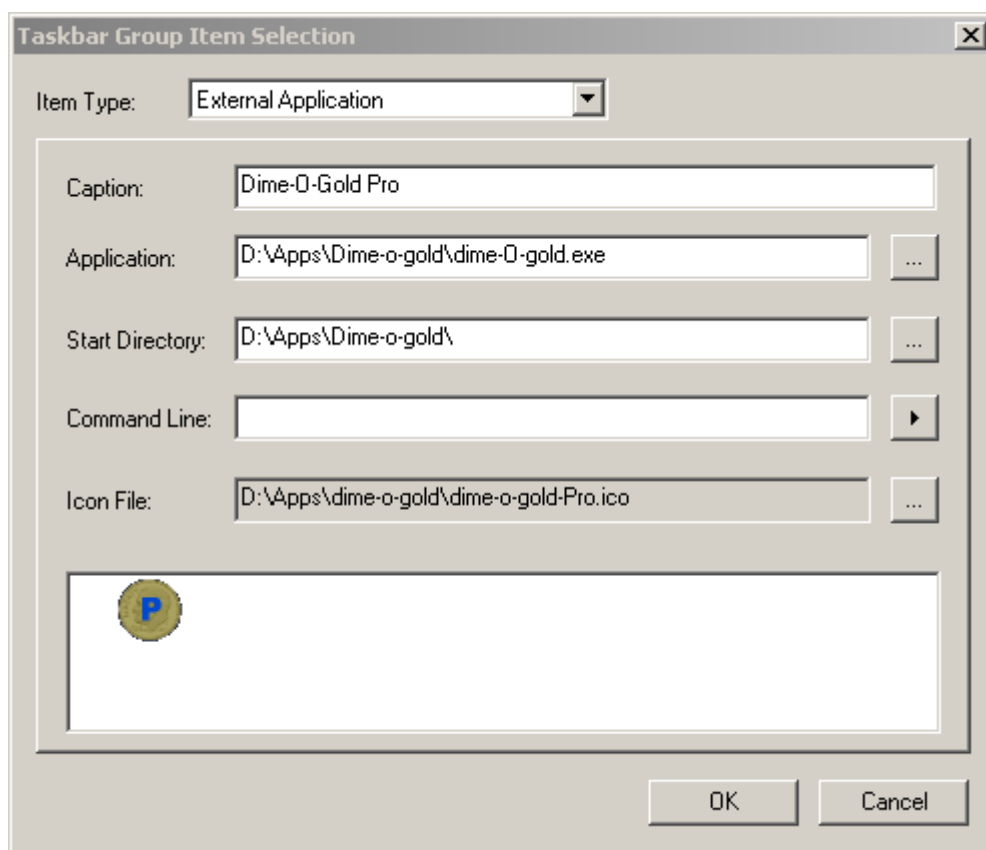 Taskbar Group Item Selection
Item Type: External Application
Caption: Dime-O-Gold Pro
Application: D:\Apps\Dime-o-gold\dime-O-gold.exe ...
Start Directory: D:\Apps\Dime-o-gold\ ...
Command Line:
Icon File: D:\Apps\dime-o-gold\dime-o-gold-Pro.ico ...
P
OK Cancel